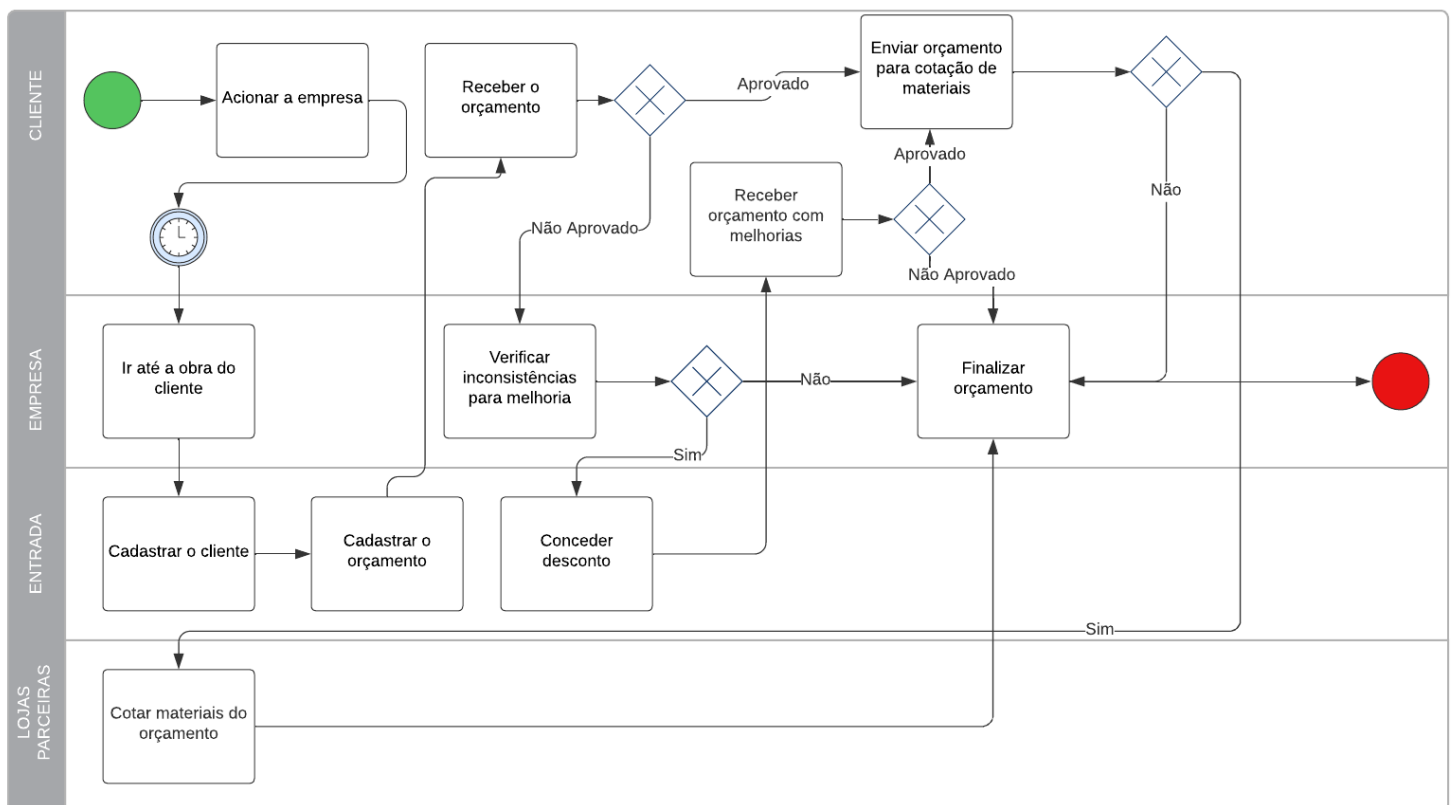 CLIENTE
Acionar a empresa
Receber o
orçamento
Aprovado
Enviar orçamento
para cotação de
materiais
Não Aprovado
Receber
orçamento com
melhorias
Aprovado
Não Aprovado
Não
EMPRESA
Ir até a obra do
cliente
Verificar
inconsistências
para melhoria
Não
Sim
Finalizar
orçamento
ENTRADA
Cadastrar o cliente
Cadastrar o
orçamento
Conceder
desconto
Sim
LOJAS
PARCEIRAS
Cotar materiais do
orçamento